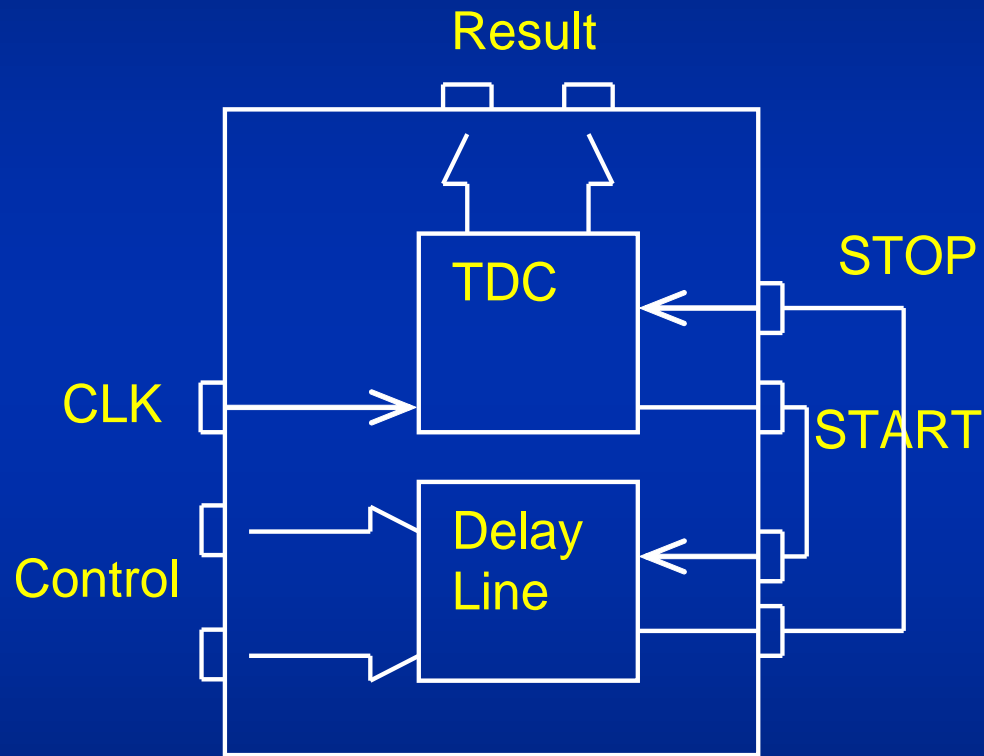 Result
TDC
STOP
CLK
START
Delay
Line
Control